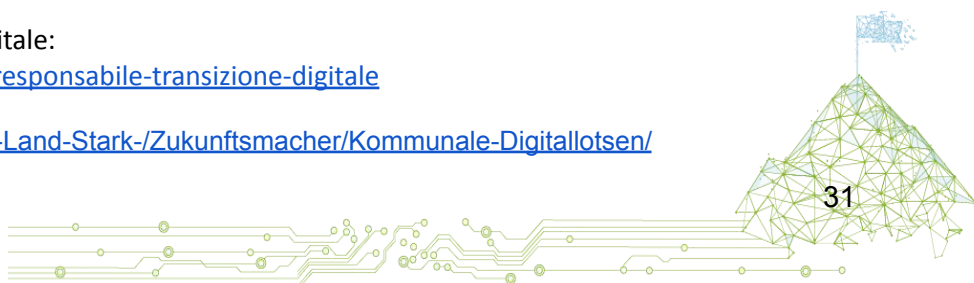 itale:
responsabile-transizione-digitale
-Land-Stark-/Zukunftsmacher/Kommunale-Digitallotsen/
31